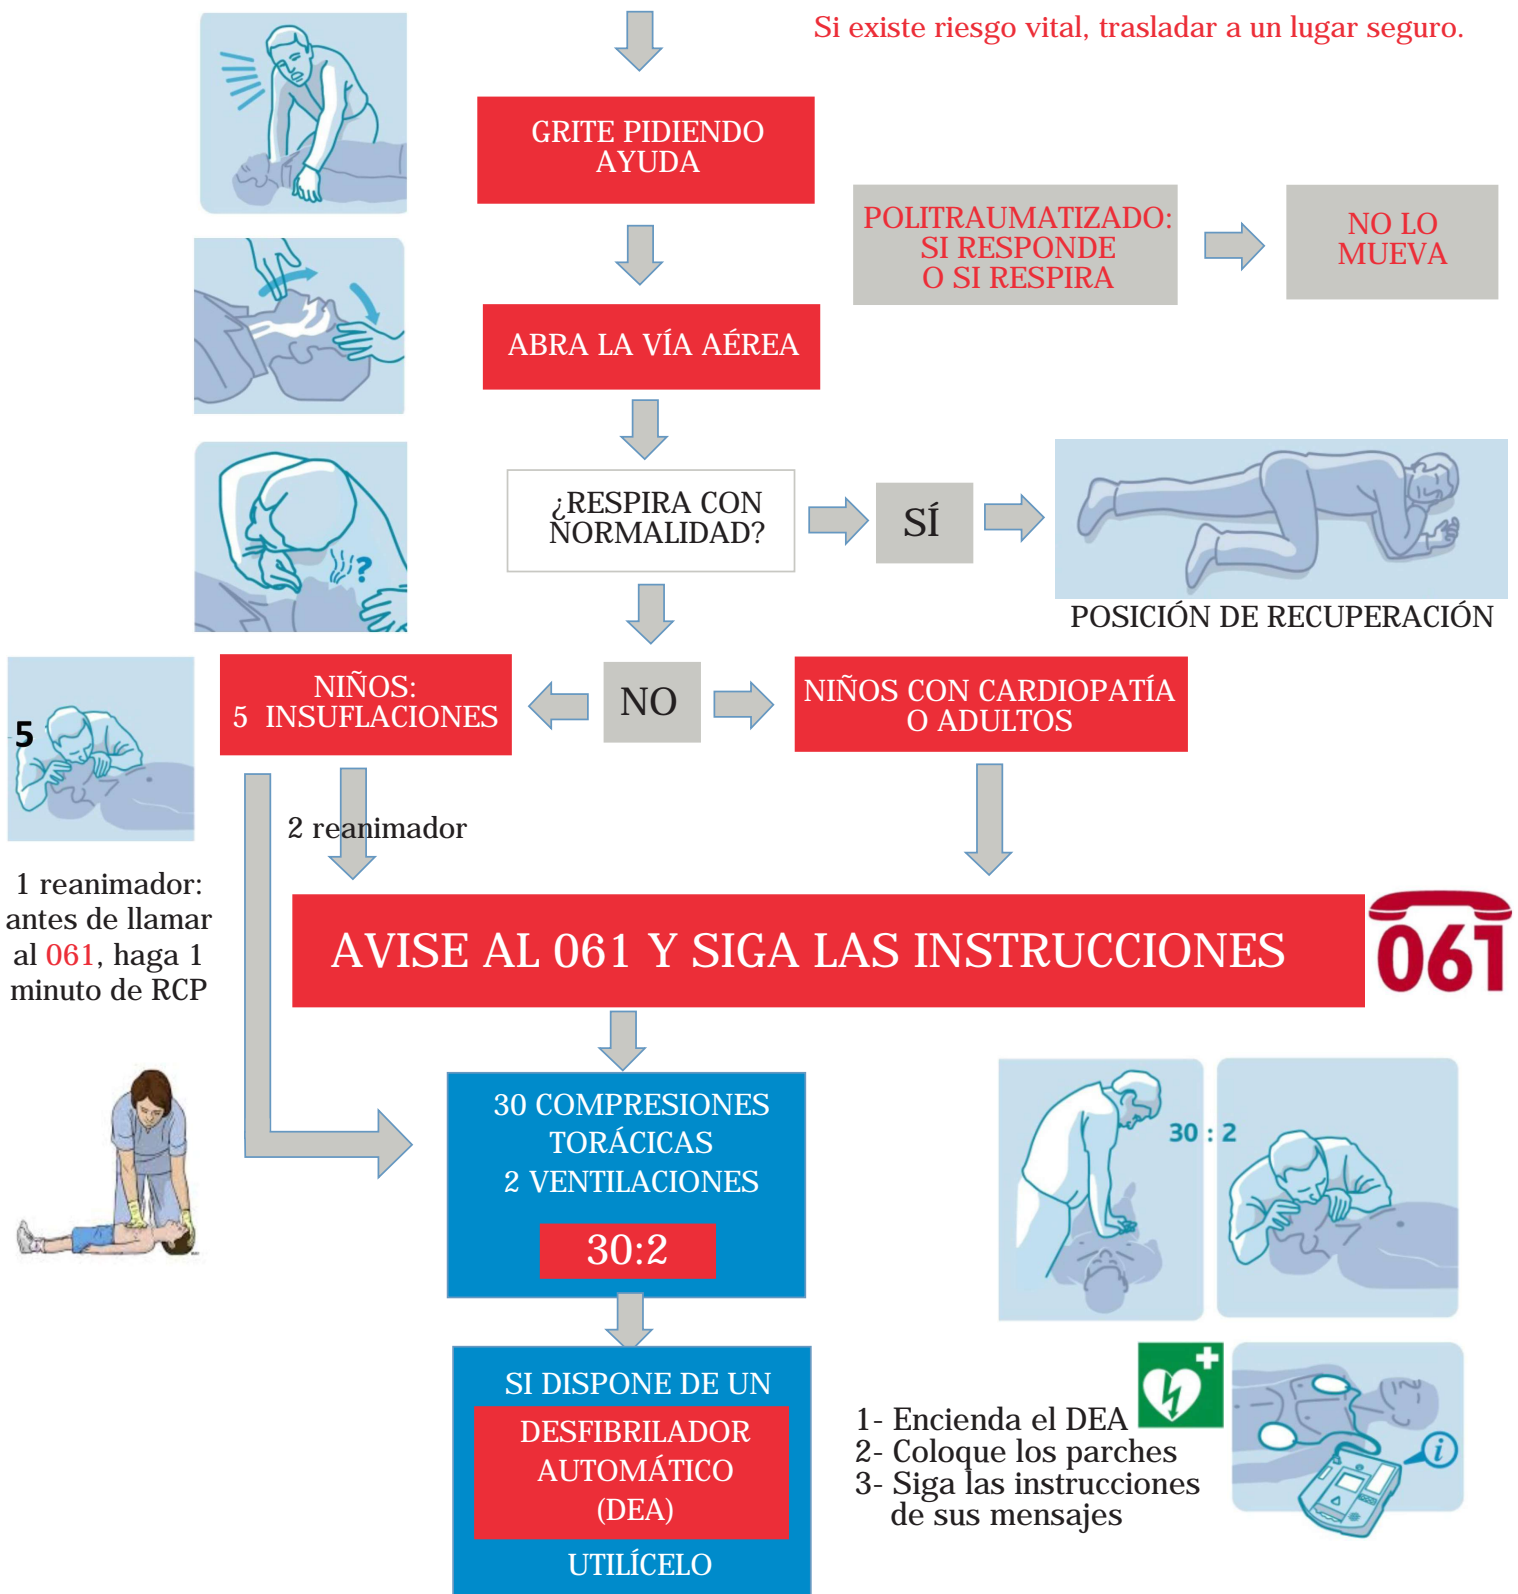 Si existe riesgo vital, trasladar a un lugar seguro.
GRITE PIDIENDO
AYUDA
POLITRAUMATIZADO:
SI RESPONDE
O SI RESPIRA
NO LO
MUEVA
ABRA LA VÍA AÉREA
¿RESPIRA CON
NORMALIDAD?
SÍ
?
POSICIÓN DE RECUPERACIÓN
NIÑOS:
5 INSUFLACIONES
NO
NIÑOS CON CARDIOPATÍA
O ADULTOS
5
2 reanimador
1 reanimador:
antes de llamar
al 061, haga 1
minuto de RCP
AVISE AL 061 Y SIGA LAS INSTRUCCIONES
061
30 COMPRESIONES
TORÁCICAS
2 VENTILACIONES
30:2
30 : 2
SI DISPONE DE UN
DESFIBRILADOR
AUTOMÁTICO
(DEA)
UTILÍCELO
1- Encienda el DEA
2- Coloque los parches
3- Siga las instrucciones
de sus mensajes
i